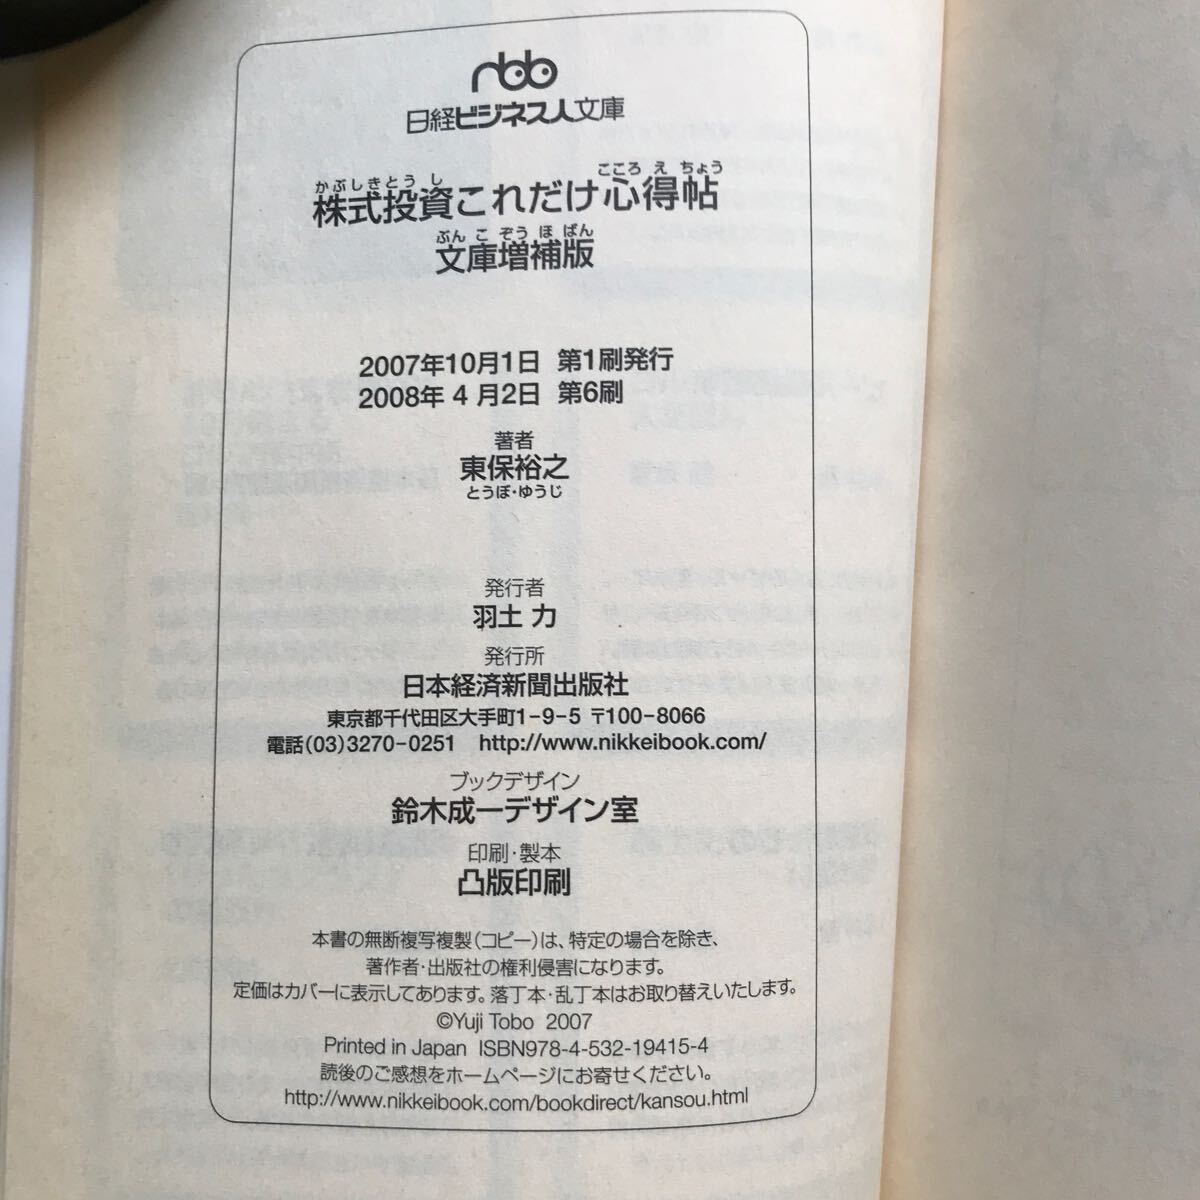 nbb
日経ビジネス人文庫
かぶしきとうし こころえちょう
株式投資これだけ心得帖
ぶんこぞうほばん
文庫増補版
2007年10月1日 第1刷発行
2008年4月2日 第6刷
著者
東保裕之
とうぼ・ゆうじ
発行者
羽土 力
発行所
日本経済新聞出版社
東京都千代田区大手町1-9-5 〒100-8066
電話(03)3270-0251 http://www.nikkeibook.com/
ブックデザイン
鈴木成一デザイン室
印刷・製本
凸版印刷
本書の無断複写複製(コピー)は、特定の場合を除き、
著作者・出版社の権利侵害になります。
定価はカバーに表示してあります。落丁本・乱丁本はお取り替えいたします。
©Yuji Tobo 2007
Printed in Japan ISBN978-4-532-19415-4
読後のご感想をホームページにお寄せください。
http://www.nikkeibook.com/bookdirect/kansou.html